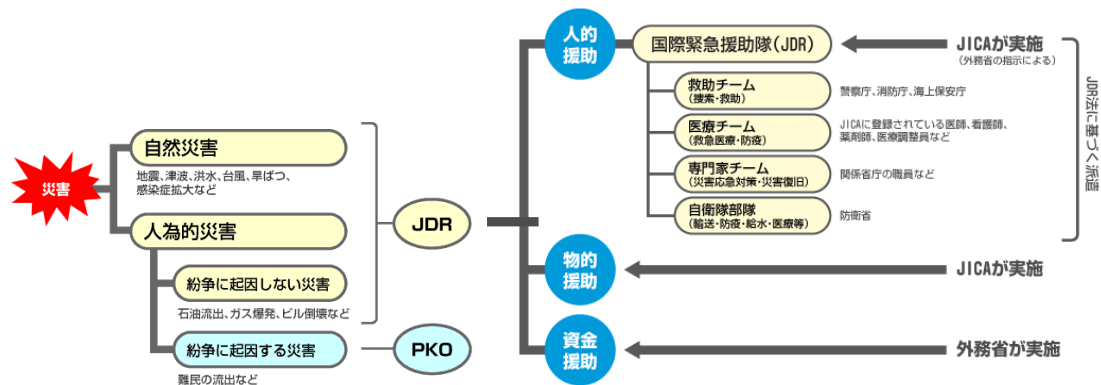 災害
自然災害
地震、津波、洪水、台風、旱ばつ、
感染症拡大など
人為的災害
紛争に起因しない災害
石油流出、ガス爆発、ビル倒壊など
紛争に起因する災害
難民の流出など
JDR
PKO
人的
援助
国際緊急援助隊(JDR)
JICAが実施
(外務省の指示による)
救助チーム
(捜索・救助)
警察庁、消防庁、海上保安庁
医療チーム
(救急医療・防疫)
JICAに登録されている医師、看護師、
薬剤師、医療調整員など
専門家チーム
(災害応急対策・災害復旧)
関係省庁の職員など
自衛隊部隊
(輸送・防疫・給水・医療等)
防衛省
JDR法に基づく派遣
物的
援助
JICAが実施
資金
援助
外務省が実施